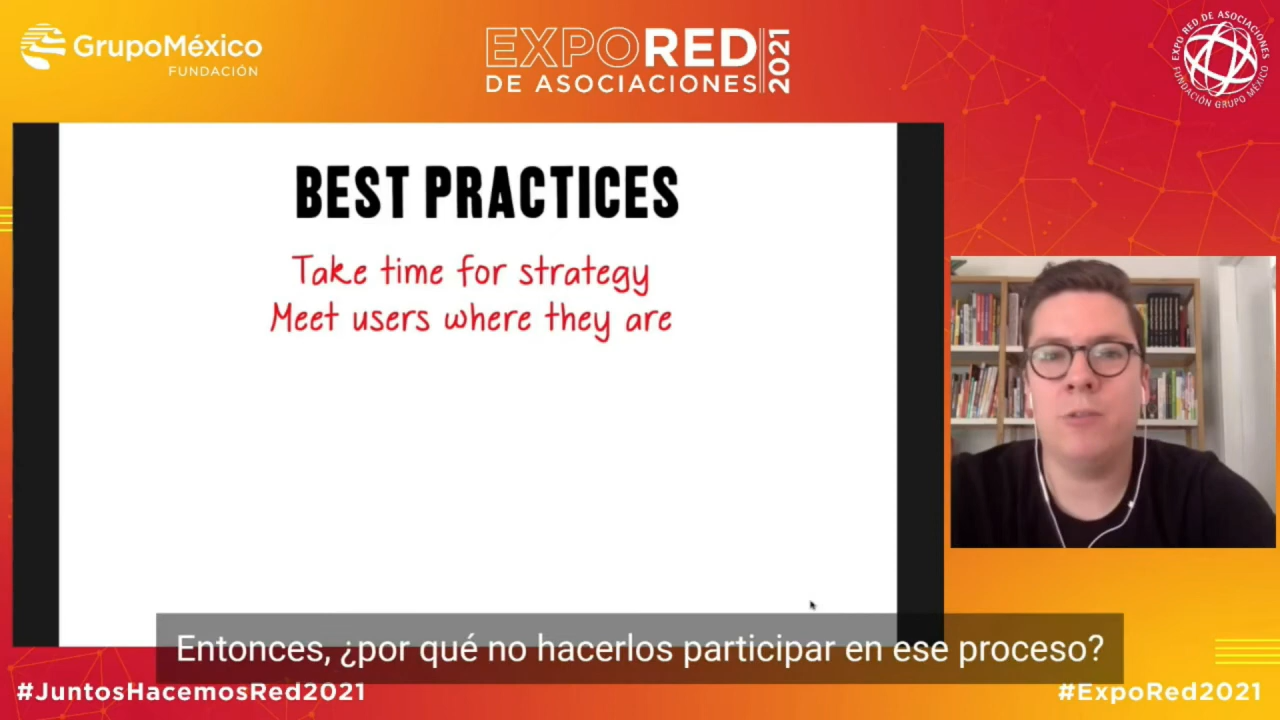 GrupoMéxico
FUNDACIÓN
EXPORED
DE ASOCIACIONES
2021
EXPO RED DE ASOCIACIONES
FUNDACIÓN GRUPO MÉXICO
BEST PRACTICES
Take time for strategy
Meet users where they are
Entonces, ¿por qué no hacerlos participar en ese proceso?
#JuntosHacemosRed2021
#ExpoRed2021